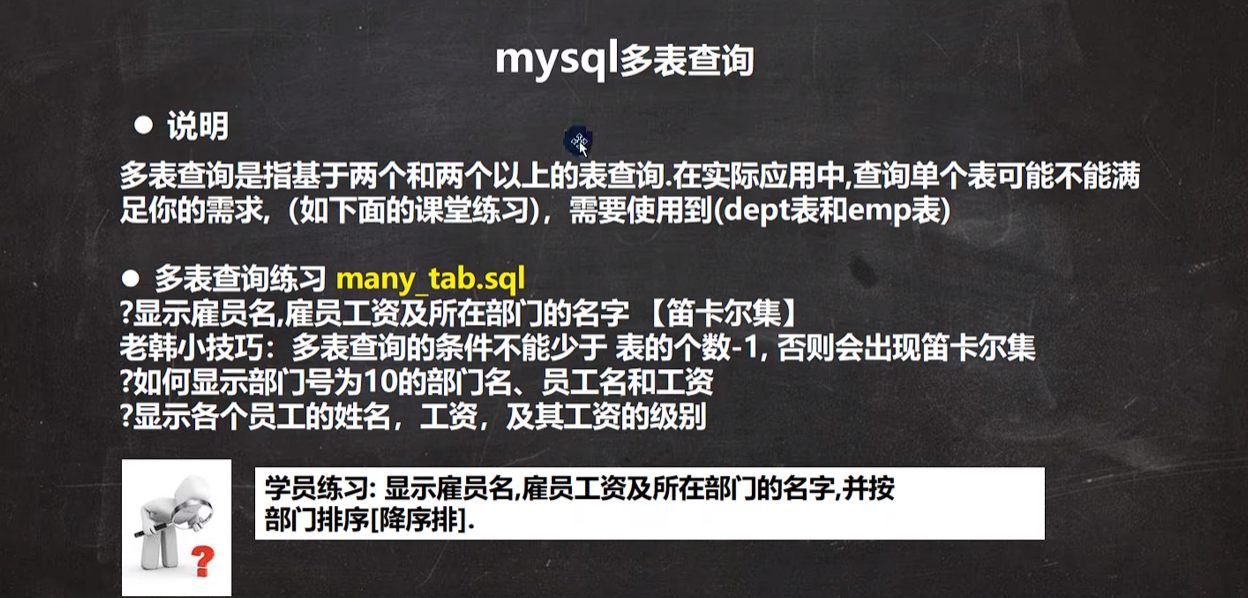 mysql多表查询
● 说明
多表查询是指基于两个和两个以上的表查询.在实际应用中,查询单个表可能不能满
足你的需求,（如下面的课堂练习），需要使用到(dept表和emp表)
● 多表查询练习 many_tab.sql
?显示雇员名,雇员工资及所在部门的名字 【笛卡尔集】
老韩小技巧：多表查询的条件不能少于 表的个数-1, 否则会出现笛卡尔集
?如何显示部门号为10的部门名、员工名和工资
?显示各个员工的姓名，工资，及其工资的级别
学员练习: 显示雇员名,雇员工资及所在部门的名字,并按
部门排序[降序排].
?